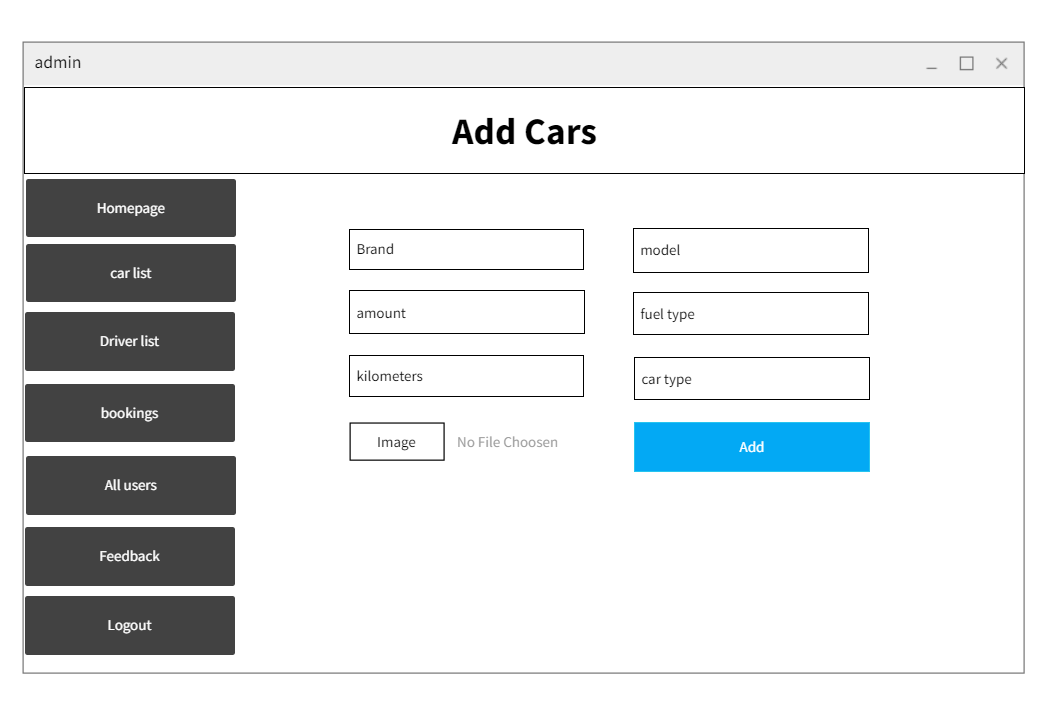 admin
Add Cars
Homepage
car list
Driver list
bookings
All users
Feedback
Logout
Brand
model
amount
fuel type
kilometers
car type
Image
No File Choosen
Add